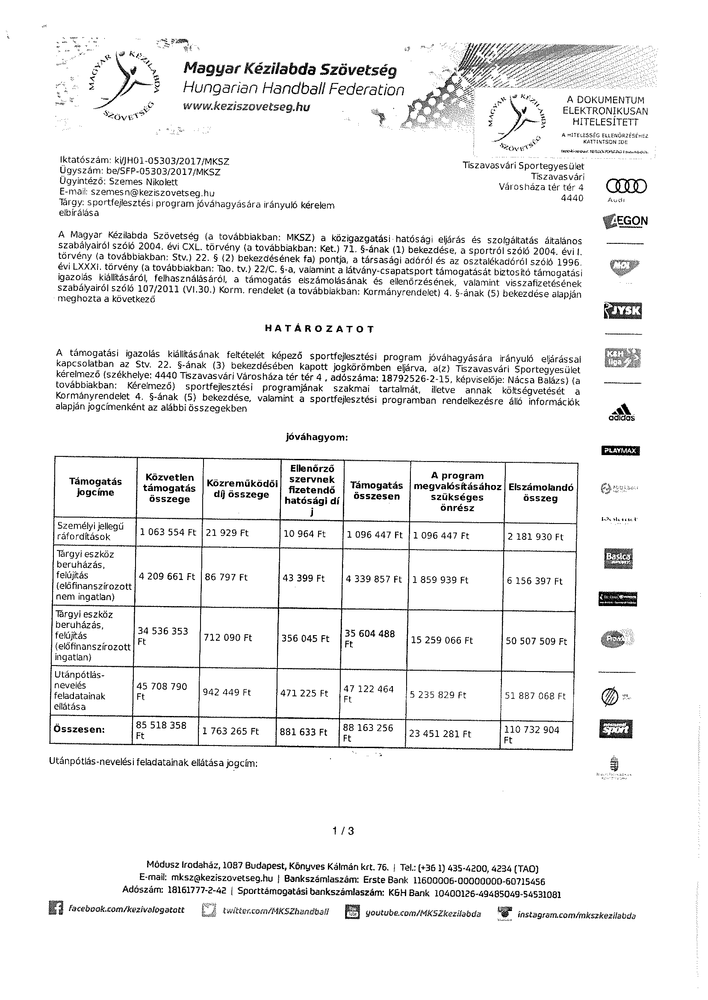 MAGYAR KÉZILABDA SZÖVETSÉG
Magyar Kézilabda Szövetség
Hungarian Handball Federation
www.keziszovetseg.hu
MAGYAR KÉZILABDA SZÖVETSÉG
A DOKUMENTUM
ELEKTRONIKUSAN
HITELESÍTETT
A HITELESSÉG ELLENŐRZÉSÉHEZ
KATTINTSON IDE
Iktatószám: ki/JH01-05303/2017/MKSZ
Ügyszám: be/SFP-05303/2017/MKSZ
Ügyintéző: Szemes Nikolett
E-mail: szemesn@keziszovetseg.hu
Tárgy: sportfejlesztési program jóváhagyására irányuló kérelem
elbírálása
Tiszavasvári Sportegyesület
Tiszavasvári
Városháza tér tér 4
4440
Audi
AEGON
MOL
JYSK
K&H
liga
adidas
PLAYMAX
Basica
sport
A Magyar Kézilabda Szövetség (a továbbiakban: MKSZ) a közigazgatási hatósági eljárás és szolgáltatás általános
szabályairól szóló 2004. évi CXL. törvény (a továbbiakban: Ket.) 71. §-ának (1) bekezdése, a sportról szóló 2004. évi I.
törvény (a továbbiakban: Stv.) 22. § (2) bekezdésének fa) pontja, a társasági adóról és az osztalékadóról szóló 1996.
évi LXXXI. törvény (a továbbiakban: Tao. tv.) 22/C. §-a, valamint a látvány-csapatsport támogatását biztosító támogatási
igazolás kiállításáról, felhasználásáról, a támogatás elszámolásának és ellenőrzésének, valamint visszafizetésének
szabályairól szóló 107/2011 (VI.30.) Korm. rendelet (a továbbiakban: Kormányrendelet) 4. §-ának (5) bekezdése alapján
meghozta a következő
HATÁROZATOT
A támogatási igazolás kiállításának feltételét képező sportfejlesztési program jóváhagyására irányuló eljárással
kapcsolatban az Stv. 22. §-ának (3) bekezdésében kapott jogkörömben eljárva, a(z) Tiszavasvári Sportegyesület
kérelmező (székhelye: 4440 Tiszavasvári Városháza tér tér 4 , adószáma: 18792526-2-15, képviselője: Nácsa Balázs) (a
továbbiakban: Kérelmező) sportfejlesztési programjának szakmai tartalmát, illetve annak költségvetését a
Kormányrendelet 4. §-ának (5) bekezdése, valamint a sportfejlesztési programban rendelkezésre álló információk
alapján jogcímenként az alábbi összegekben
jóváhagyom:
Támogatás
jogcíme
Közvetlen
támogatás
összege
Közreműködői
díj összege
Ellenőrző
szervnek
fizetendő
hatósági dí
j
Támogatás
összesen
A program
megvalósításához
szükséges
önrész
Elszámolandó
összeg
Személyi jellegű
ráfordítások
1 063 554 Ft
21 929 Ft
10 964 Ft
1 096 447 Ft
1 096 447 Ft
2 181 930 Ft
Tárgyi eszköz
beruházás,
felújítás
(előfinanszírozott
nem ingatlan)
4 209 661 Ft
86 797 Ft
43 399 Ft
4 339 857 Ft
1 859 939 Ft
6 156 397 Ft
Tárgyi eszköz
beruházás,
felújítás
(előfinanszírozott
ingatlan)
34 536 353
Ft
712 090 Ft
356 045 Ft
35 604 488
Ft
15 259 066 Ft
50 507 509 Ft
Utánpótlás-
nevelés
feladatainak
ellátása
45 708 790
Ft
942 449 Ft
471 225 Ft
47 122 464
Ft
5 235 829 Ft
51 887 068 Ft
Összesen:
85 518 358
Ft
1 763 265 Ft
881 633 Ft
88 163 256
Ft
23 451 281 Ft
110 732 904
Ft
Utánpótlás-nevelési feladatainak ellátása jogcím:
1 / 3
Módusz Irodaház, 1087 Budapest, Könyves Kálmán krt. 76. | Tel.: (+36 1) 435-4200, 4234 (TAO)
E-mail: mksz@keziszovetseg.hu | Bankszámlaszám: Erste Bank 11600006-00000000-60715456
Adószám: 18161777-2-42 | Sporttámogatási bankszámlaszám: K&H Bank 10400126-49485049-54531081
facebook.com/kezivalogatott
twitter.com/MKSZhandball
youtube.com/MKSZkezilabda
instagram.com/mkszkezilabda